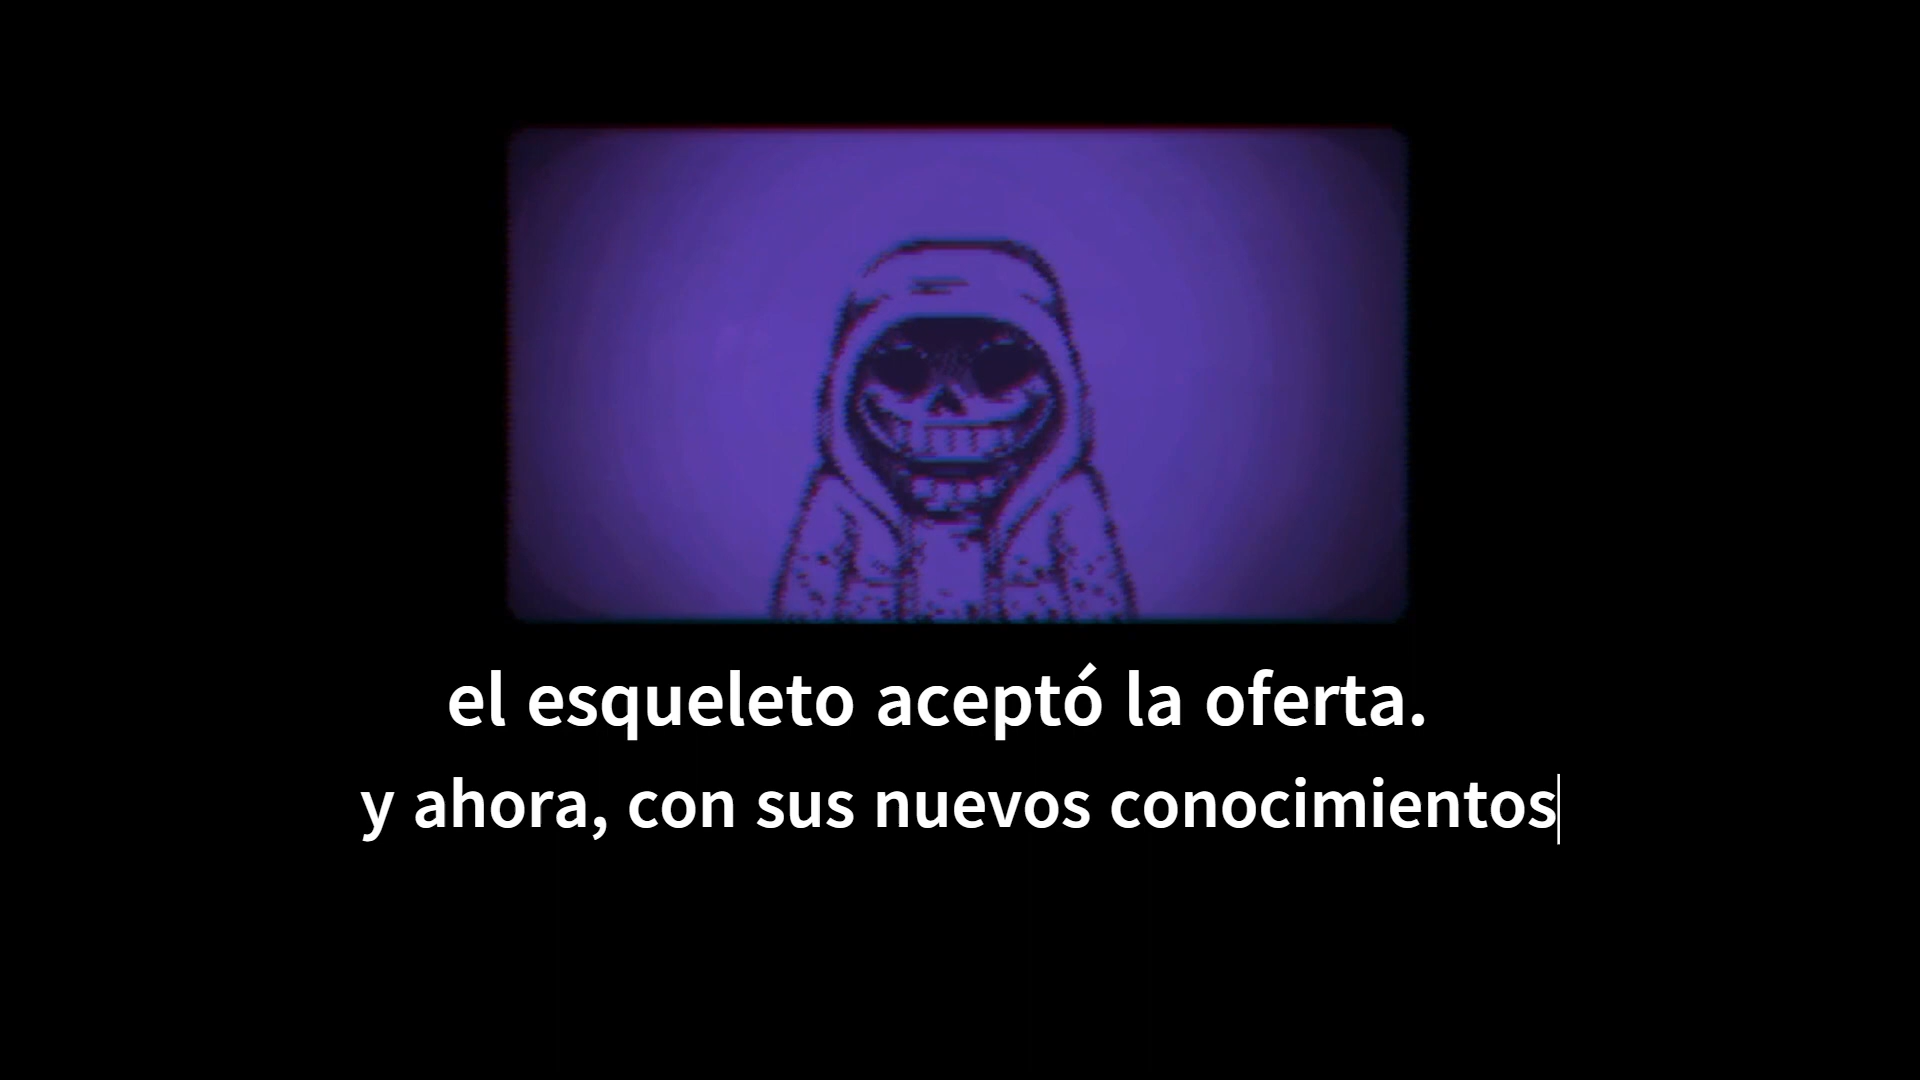 el esqueleto aceptó la oferta.
y ahora, con sus nuevos conocimientos